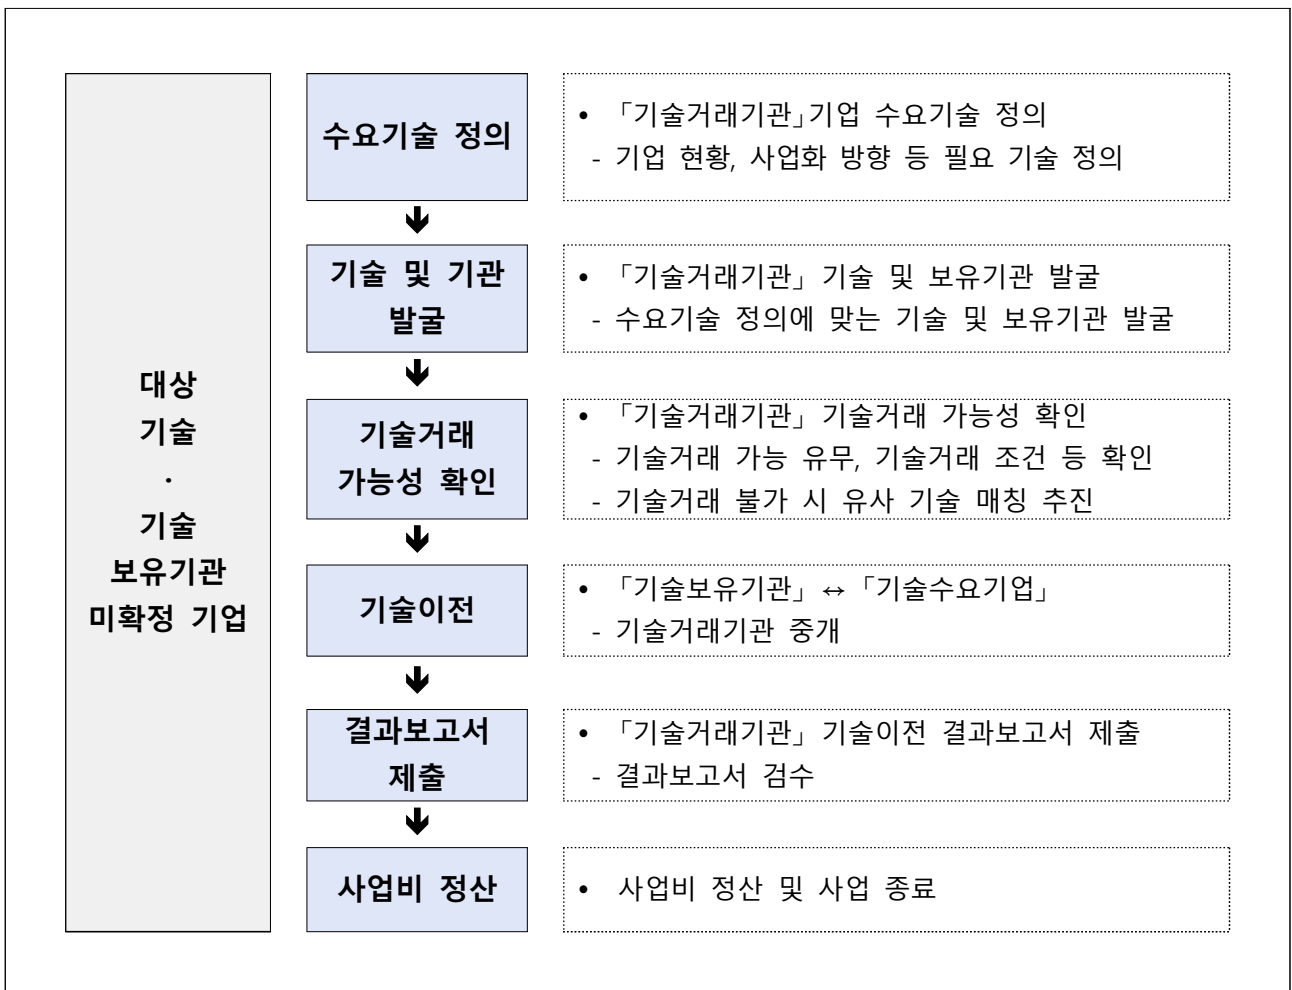 대상
기술
·
기술
보유기관
미확정 기업
수요기술 정의
• 「기술거래기관」기업 수요기술 정의
- 기업 현황, 사업화 방향 등 필요 기술 정의
기술 및 기관
발굴
• 「기술거래기관」 기술 및 보유기관 발굴
- 수요기술 정의에 맞는 기술 및 보유기관 발굴
기술거래
가능성 확인
• 「기술거래기관」 기술거래 가능성 확인
- 기술거래 가능 유무, 기술거래 조건 등 확인
- 기술거래 불가 시 유사 기술 매칭 추진
기술이전
• 「기술보유기관」 ↔ 「기술수요기업」
- 기술거래기관 중개
결과보고서
제출
• 「기술거래기관」 기술이전 결과보고서 제출
- 결과보고서 검수
사업비 정산
• 사업비 정산 및 사업 종료